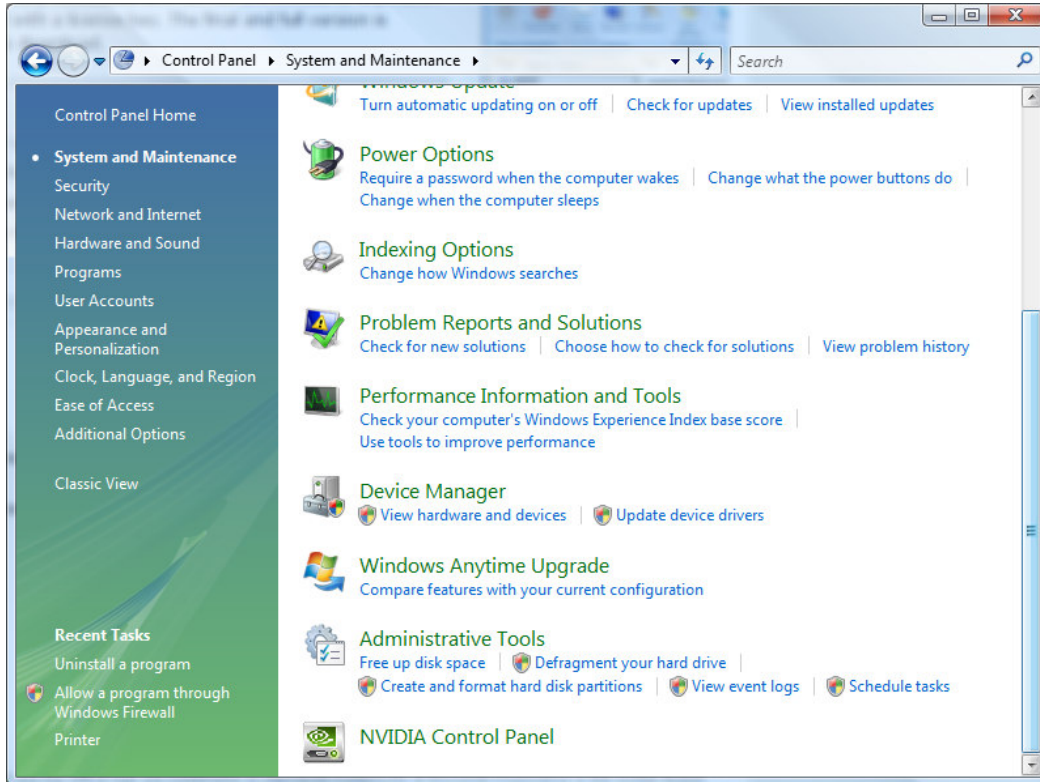 Control Panel System and Maintenance
Search
Control Panel Home
System and Maintenance
Security
Network and Internet
Hardware and Sound
Programs
User Accounts
Appearance and
Personalization
Clock, Language, and Region
Ease of Access
Additional Options
Classic View
Recent Tasks
Uninstall a program
Allow a program through
Windows Firewall
Printer
Windows Update
Turn automatic updating on or off Check for updates View installed updates
Power Options
Require a password when the computer wakes Change what the power buttons do
Change when the computer sleeps
Indexing Options
Change how Windows searches
Problem Reports and Solutions
Check for new solutions Choose how to check for solutions View problem history
Performance Information and Tools
Check your computer's Windows Experience Index base score
Use tools to improve performance
Device Manager
View hardware and devices Update device drivers
Windows Anytime Upgrade
Compare features with your current configuration
Administrative Tools
Free up disk space Defragment your hard drive
Create and format hard disk partitions View event logs Schedule tasks
NVIDIA Control Panel